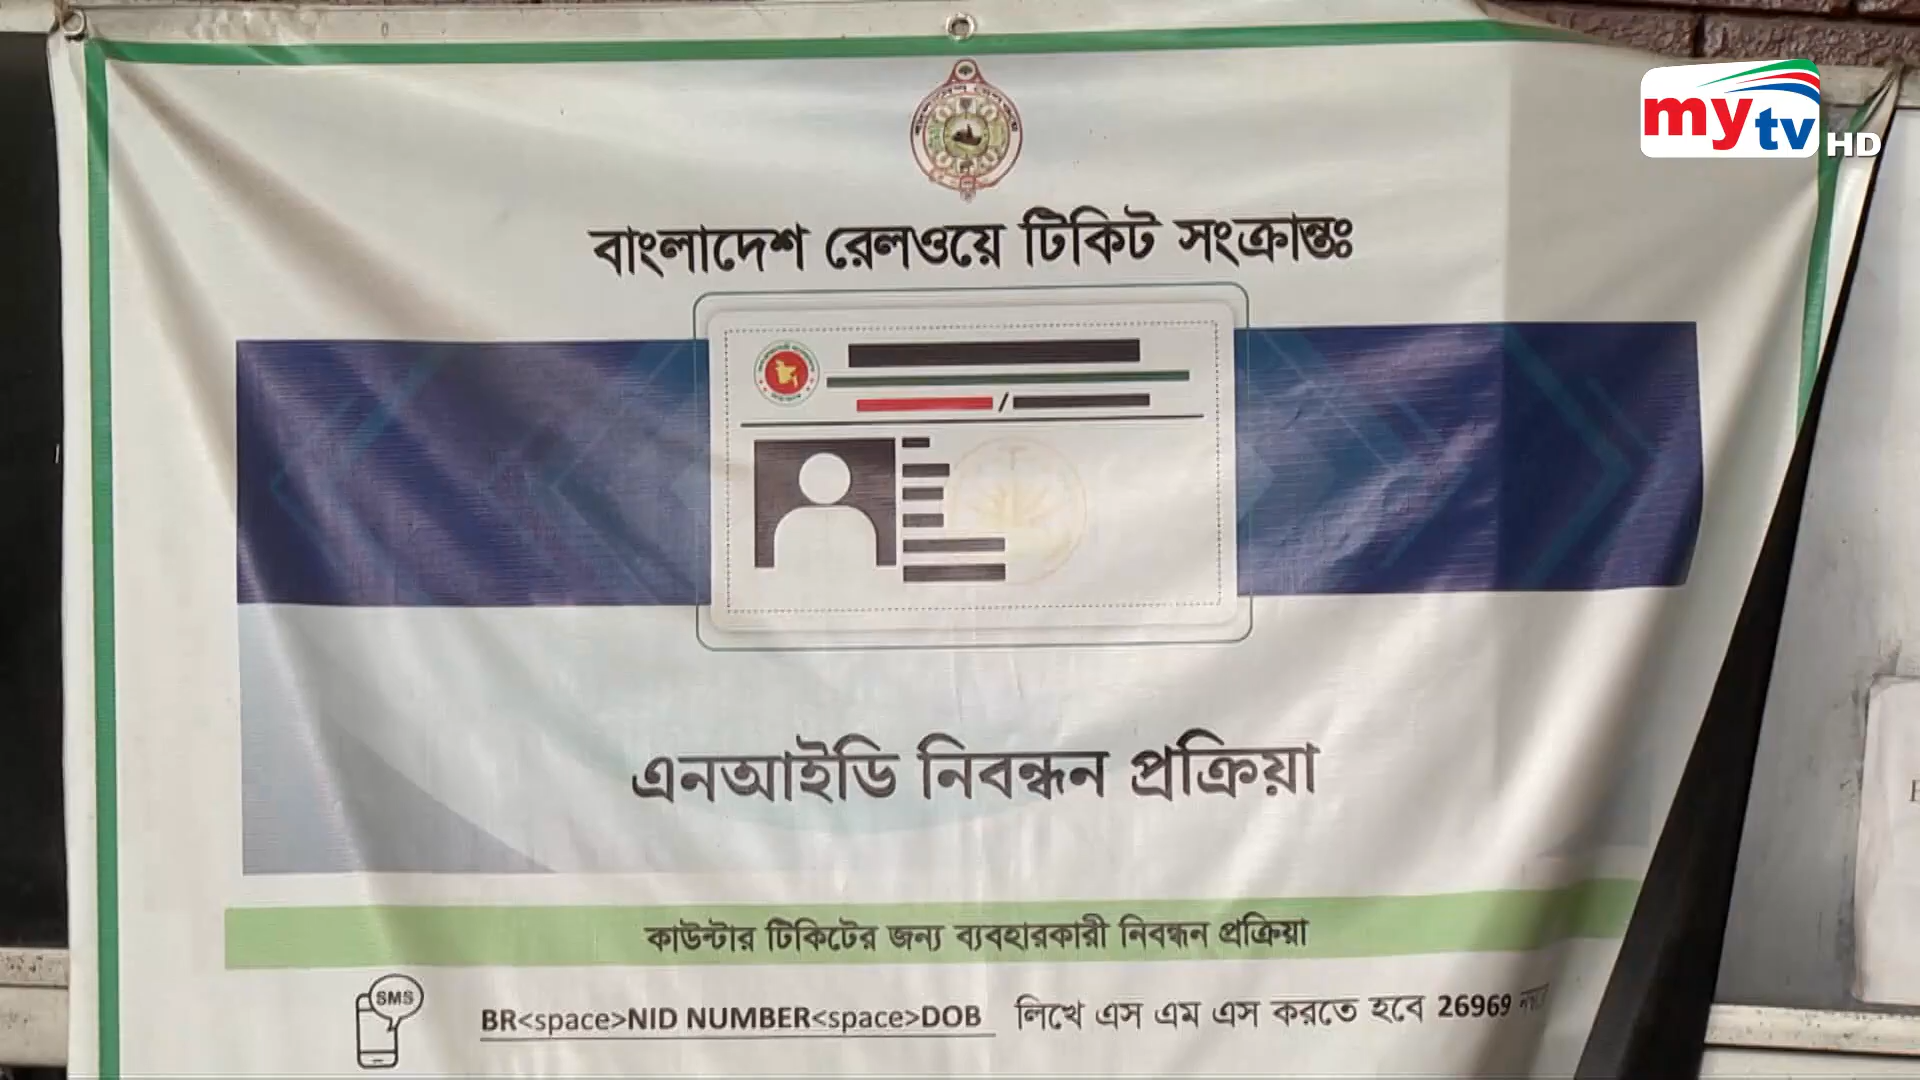 mytv HD
বাংলাদেশ রেলওয়ে টিকিট সংক্রান্তঃ
/
এনআইডি নিবন্ধন প্রক্রিয়া
কাউন্টার টিকিটের জন্য ব্যবহারকারী নিবন্ধন প্রক্রিয়া
SMS
BR<space>NID NUMBER<space>DOB লিখে এস এম এস করতে হবে 26969